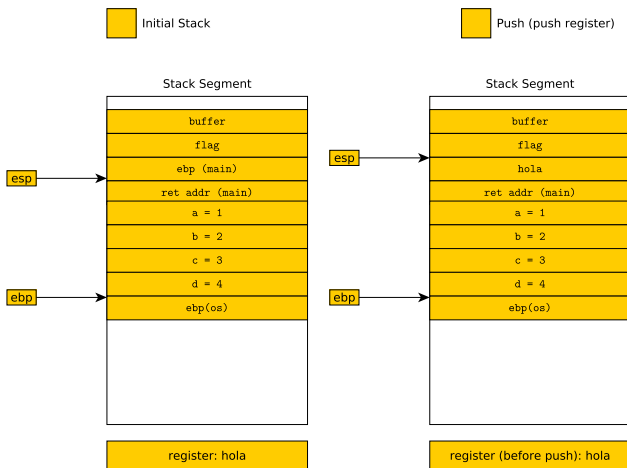 Initial Stack
Push (push register)
Stack Segment
buffer
flag
ebp (main)
ret addr (main)
a = 1
b = 2
c = 3
d = 4
ebp(os)
esp
ebp
register: hola
Stack Segment
buffer
flag
hola
ret addr (main)
a = 1
b = 2
c = 3
d = 4
ebp(os)
esp
ebp
register (before push): hola